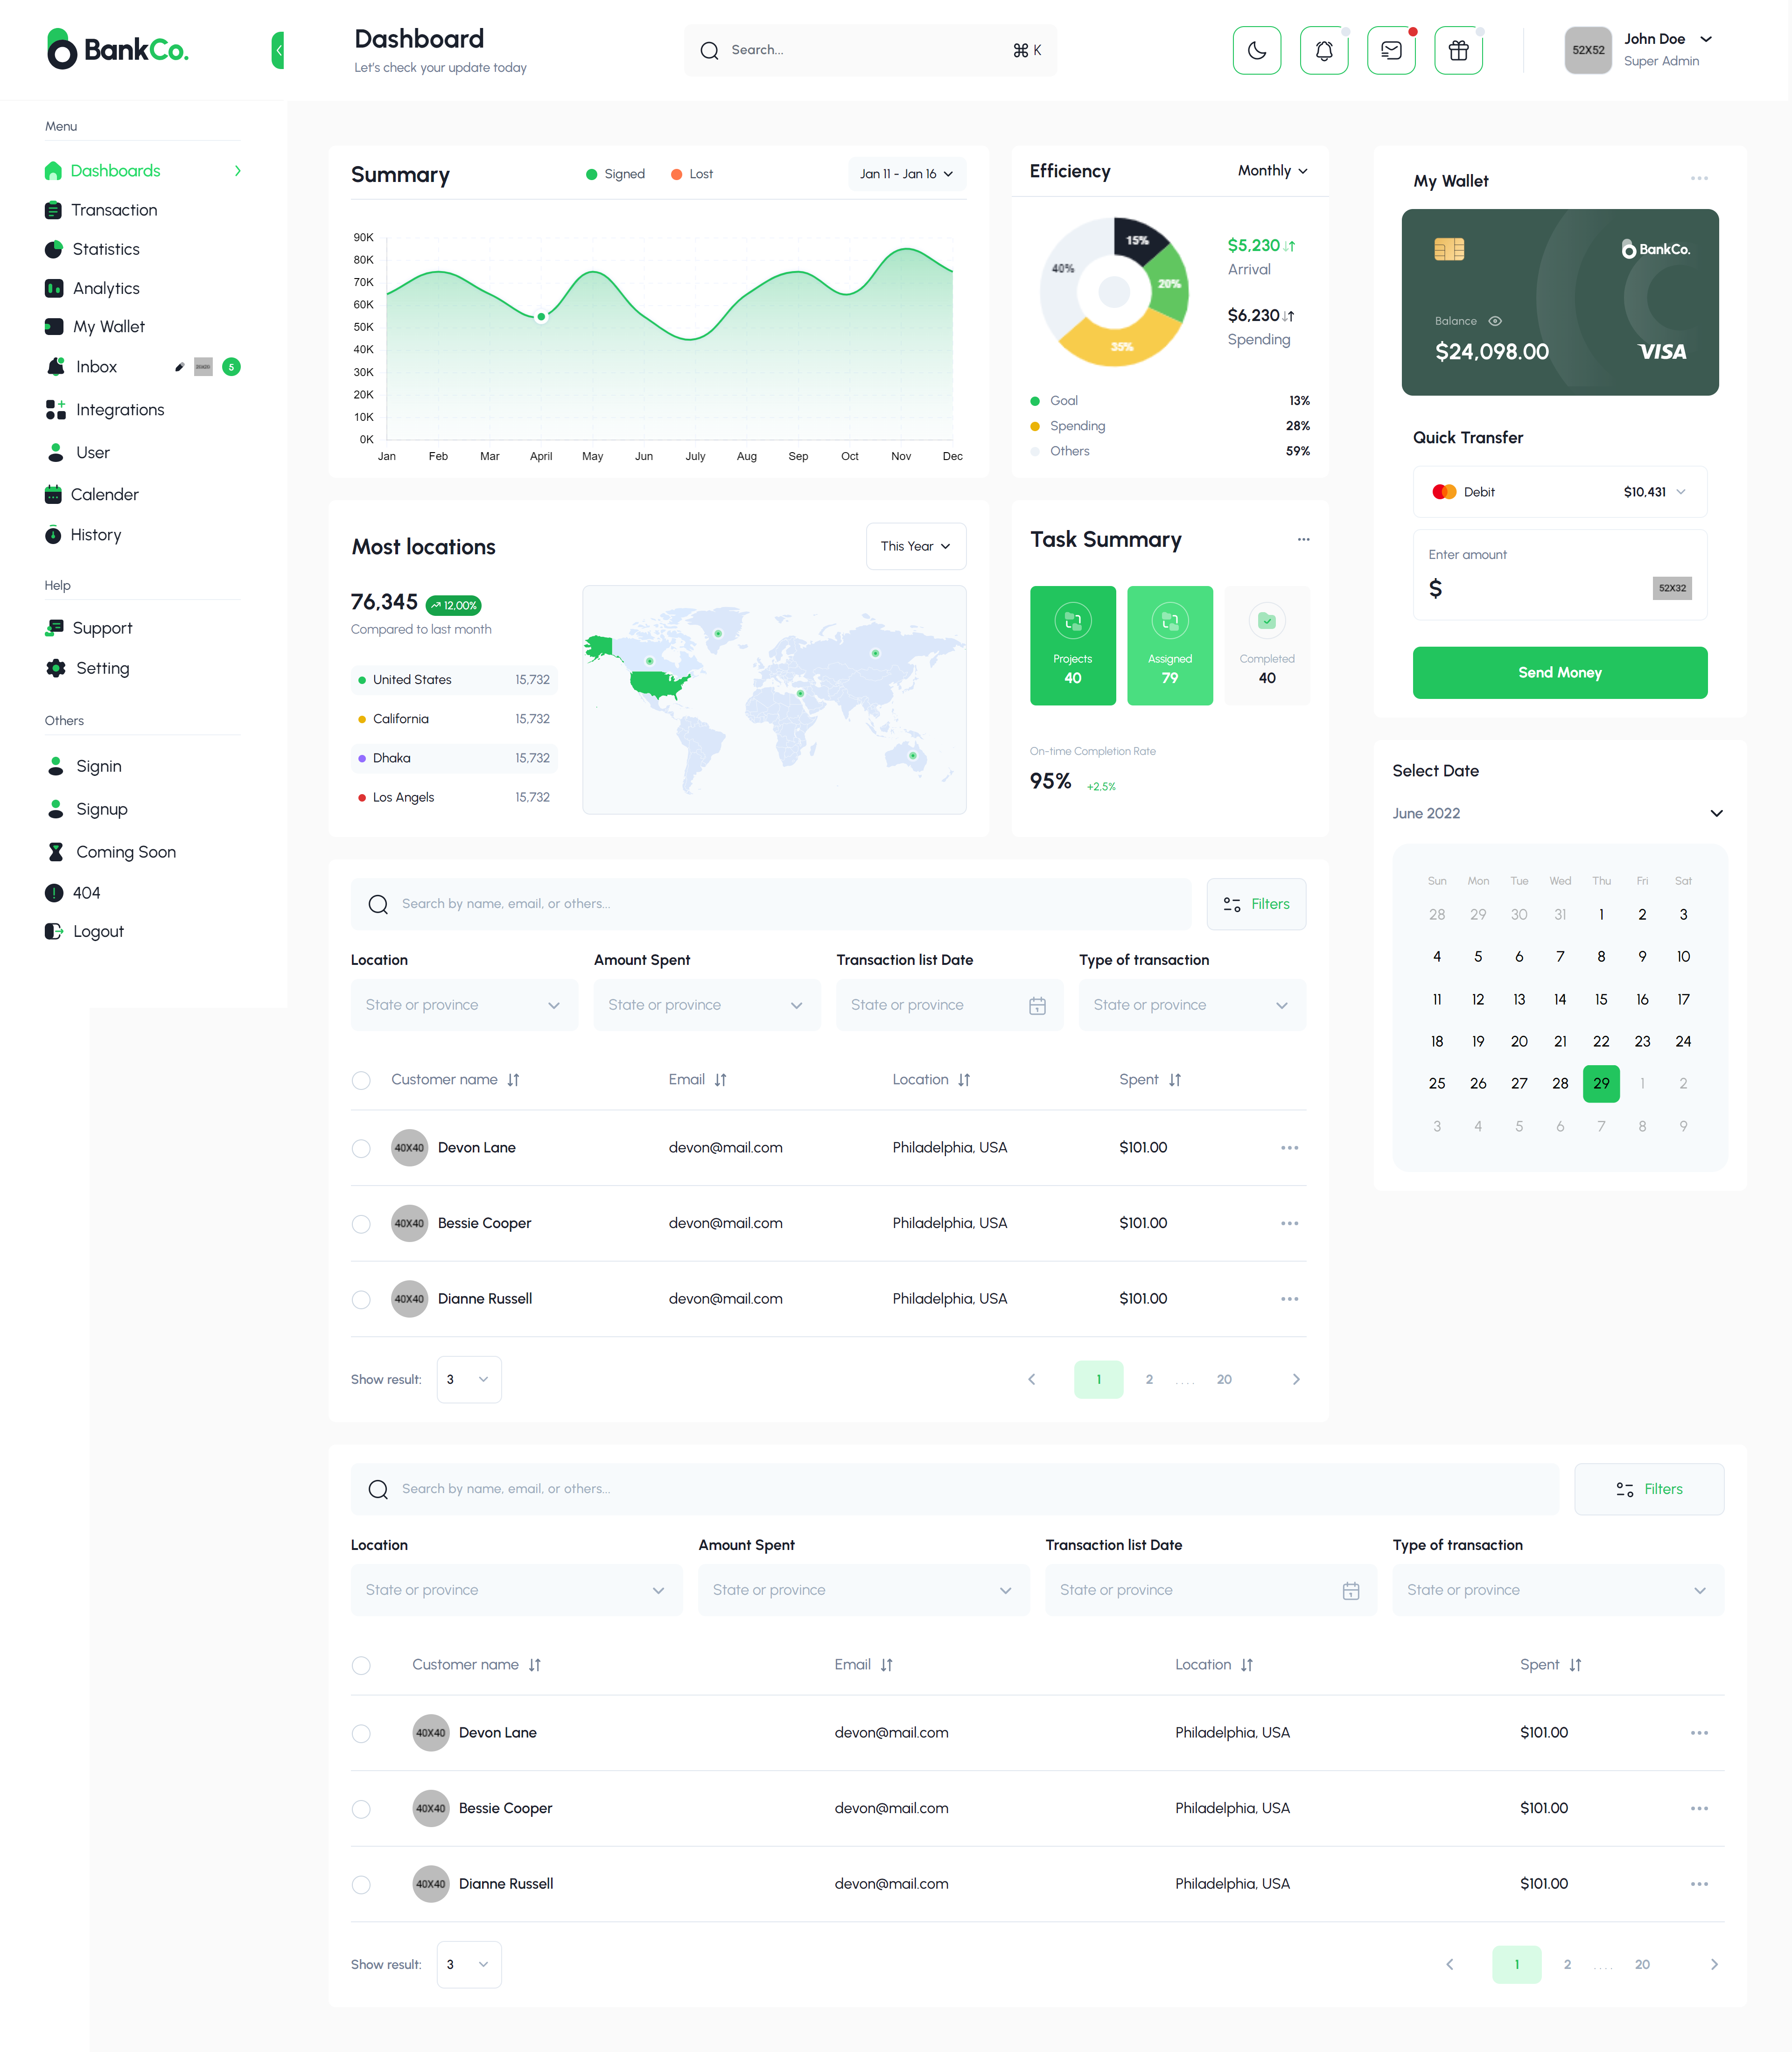 BankCo.
Dashboard
Let's check your update today
Search...
⌘ K
52X52
John Doe
Super Admin
Menu
Dashboards
Transaction
Statistics
Analytics
My Wallet
Inbox
5
Integrations
User
Calender
History
Help
Support
Setting
Others
Signin
Signup
Coming Soon
404
Logout
Summary
Signed
Lost
Jan 11 - Jan 16
90K
80K
70K
60K
50K
40K
30K
20K
10K
0K
Jan Feb Mar April May Jun July Aug Sep Oct Nov Dec
Efficiency
Monthly
15%
20%
35%
40%
$5,230
Arrival
$6,230
Spending
Goal 13%
Spending 28%
Others 59%
My Wallet
BankCo.
Balance
$24,098.00
VISA
Quick Transfer
Debit $10,431
Enter amount
$
52X32
Send Money
Most locations
This Year
76,345 12,00%
Compared to last month
United States 15,732
California 15,732
Dhaka 15,732
Los Angels 15,732
Task Summary
Projects
40
Assigned
79
Completed
40
On-time Completion Rate
95% +2.5%
Select Date
June 2022
Sun Mon Tue Wed Thu Fri Sat
28 29 30 31 1 2 3
4 5 6 7 8 9 10
11 12 13 14 15 16 17
18 19 20 21 22 23 24
25 26 27 28 29 1 2
3 4 5 6 7 8 9
Search by name, email, or others...
Filters
Location Amount Spent Transaction list Date Type of transaction
State or province State or province State or province State or province
Customer name Email Location Spent
40X40 Devon Lane devon@mail.com Philadelphia, USA $101.00
40X40 Bessie Cooper devon@mail.com Philadelphia, USA $101.00
40X40 Dianne Russell devon@mail.com Philadelphia, USA $101.00
Show result: 3
1 2 .... 20
Search by name, email, or others...
Filters
Location Amount Spent Transaction list Date Type of transaction
State or province State or province State or province State or province
Customer name Email Location Spent
40X40 Devon Lane devon@mail.com Philadelphia, USA $101.00
40X40 Bessie Cooper devon@mail.com Philadelphia, USA $101.00
40X40 Dianne Russell devon@mail.com Philadelphia, USA $101.00
Show result: 3
1 2 .... 20